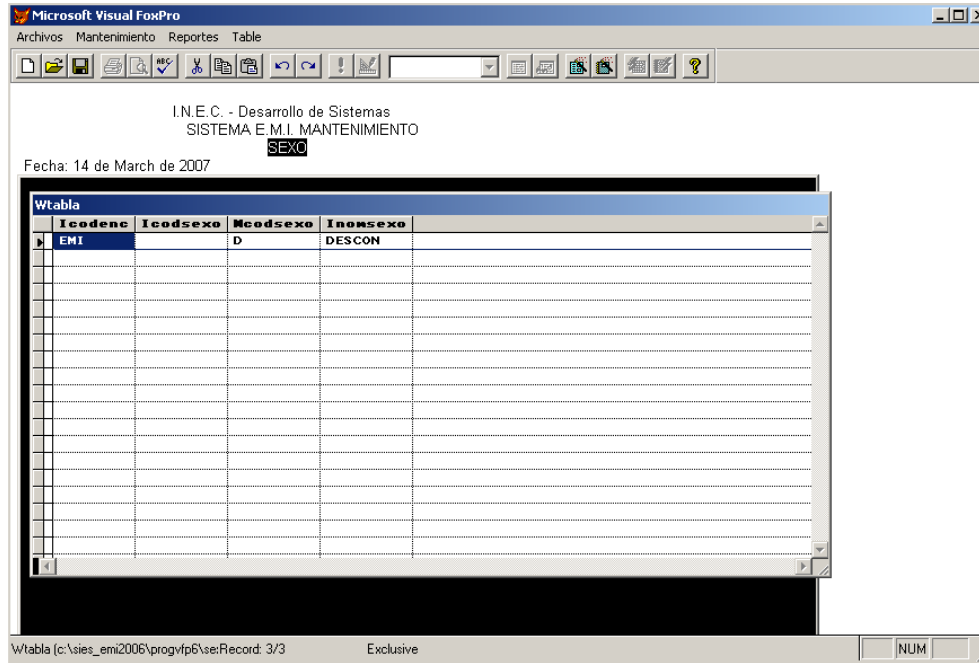 Microsoft Visual FoxPro
Archivos Mantenimiento Reportes Table
I.N.E.C. - Desarrollo de Sistemas
SISTEMA E.M.I. MANTENIMIENTO
SEXO
Fecha: 14 de March de 2007
Wtabla
Icodenc Icodsexo Mcodsexo Inomsexo
EMI D DESCON
Wtabla (c:\sies_emi2006\progvfp6\se:Record: 3/3 Exclusive NUM